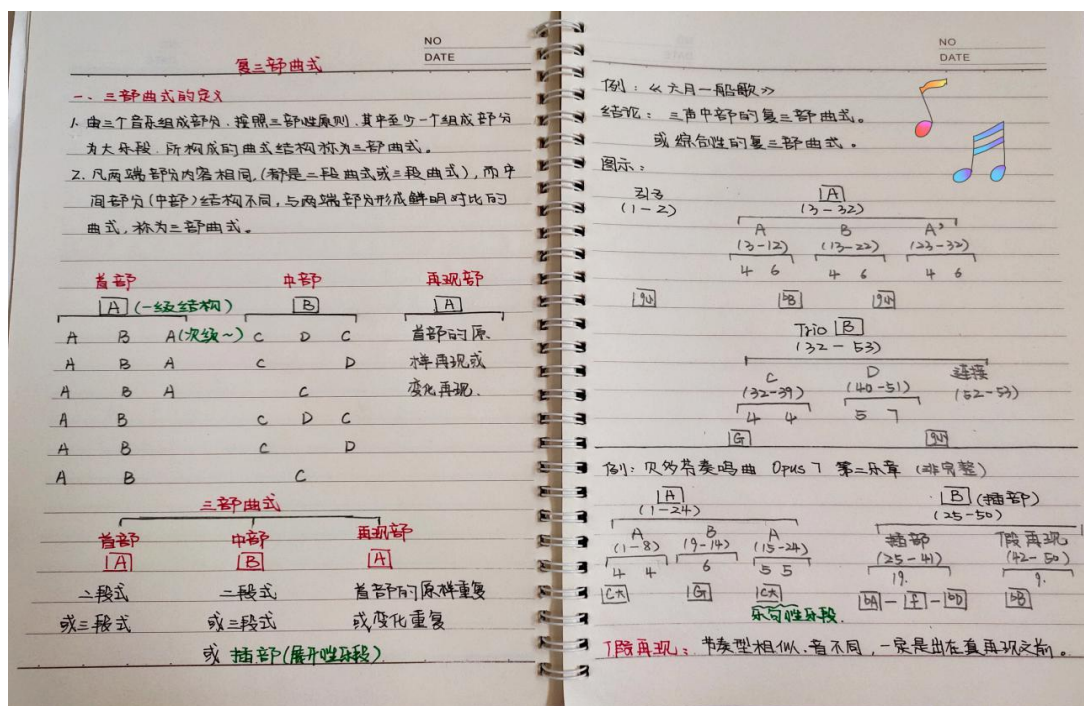 NO
DATE
复三部曲式
一、三部曲式的定义
1. 由三个音乐组成部分、按照三部性原则、其中至少一个组成部分
为大乐段、所构成的曲式结构称为三部曲式。
2. 凡两端部分内容相同,(都是二段曲式或三段曲式),而中
间部分(中部)结构不同,与两端部分形成鲜明对比的
曲式,称为三部曲式。
首部 中部 再现部
A (一级结构) B A
A B A(次级~) C D C 首部的原
A B A C D 样再现或
A B A C 变化再现.
A B C D C
A B C D
A B C
三部曲式
首部 中部 再现部
A B A
二段式 二段式 首部的原样重复
或三段式 或三段式 或变化重复
或 插部(展开性乐段)
NO
DATE
例:《六月—船歌》
结论:三声中部的复三部曲式。
或综合性的复三部曲式。
图示:
引子 A
(1-2) (3-32)
A B A'
(3-12) (13-22) (23-32)
4 6 4 6 4 6
bB
Trio B
(32-53)
C D 连接
(32-39) (40-51) (52-53)
4 4 5 7
G
例:贝多芬奏鸣曲 Opus 7 第二乐章 (非完整)
A B (插部)
(1-24) (25-50)
A B A 插部 假再现
(1-8) (9-14) (15-24) (25-41) (42-50)
4 4 6 5 5 19. 9.
C大 G C大 bA - f - bD bB
乐句性乐段.
假再现:节奏型相似、音不同,一定是出在真再现之前。